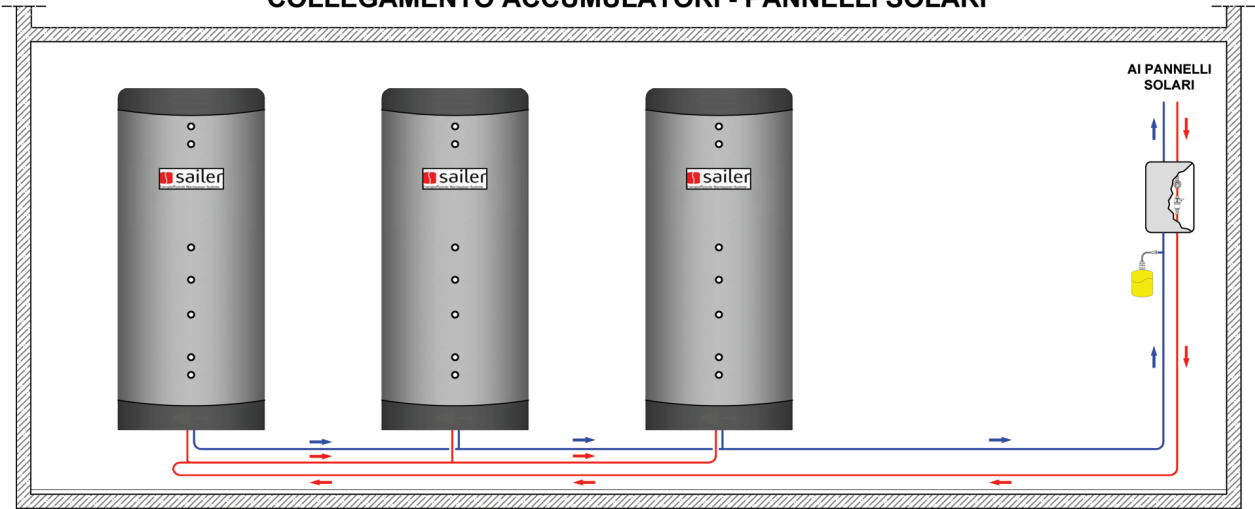 COLLEGAMENTO ACCUMULATORI - PANNELLI SOLARI
AI PANNELLI
SOLARI
sailer
sailer
sailer